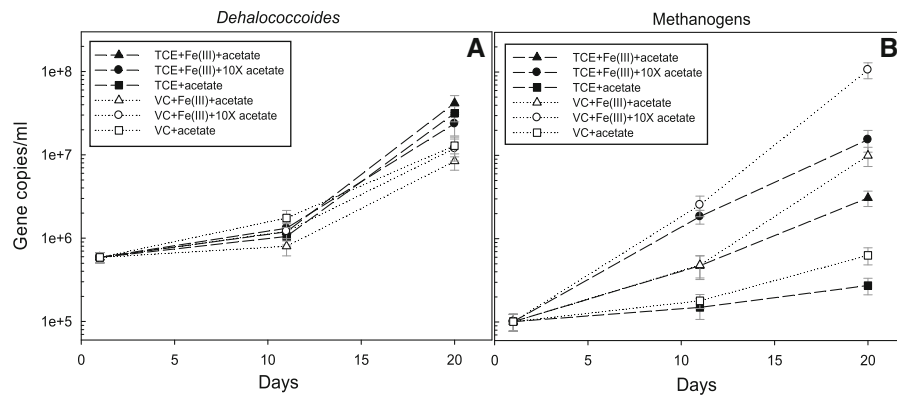 Dehalococcoides
Methanogens
A
TCE+Fe(III)+acetate
TCE+Fe(III)+10X acetate
TCE+acetate
VC+Fe(III)+acetate
VC+Fe(III)+10X acetate
VC+acetate
B
TCE+Fe(III)+acetate
TCE+Fe(III)+10X acetate
TCE+acetate
VC+Fe(III)+acetate
VC+Fe(III)+10X acetate
VC+acetate
Gene copies/ml
1e+8
1e+7
1e+6
1e+5
0 5 10 15 20
0 5 10 15 20
Days
Days